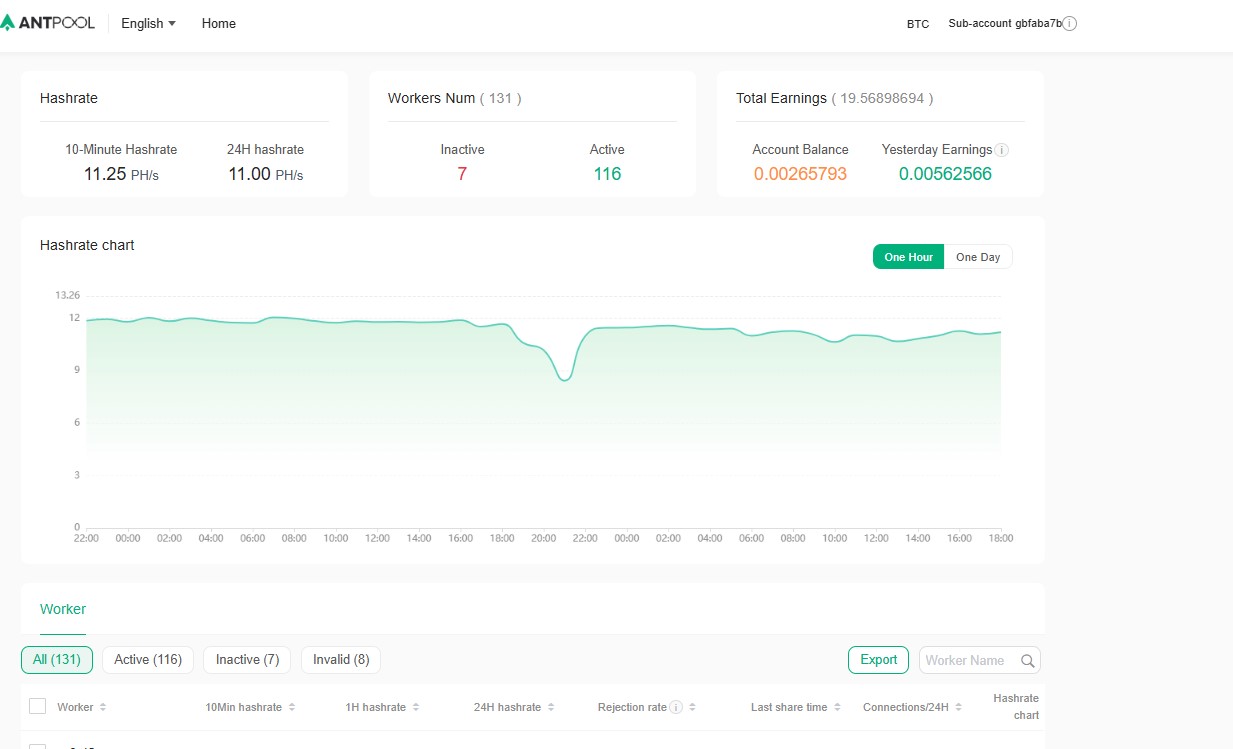 ANTPOOL English Home BTC Sub-account gbfaba7b
Hashrate
10-Minute Hashrate 24H hashrate
11.25 PH/s 11.00 PH/s
Workers Num ( 131 )
Inactive Active
7 116
Total Earnings ( 19.56898694 )
Account Balance Yesterday Earnings
0.00265793 0.00562566
Hashrate chart
One Hour One Day
13.26
12
9
6
3
0
22:00 00:00 02:00 04:00 06:00 08:00 10:00 12:00 14:00 16:00 18:00 20:00 22:00 00:00 02:00 04:00 06:00 08:00 10:00 12:00 14:00 16:00 18:00
Worker
All (131) Active (116) Inactive (7) Invalid (8) Export Worker Name
Worker 10Min hashrate 1H hashrate 24H hashrate Rejection rate Last share time Connections/24H Hashrate
chart